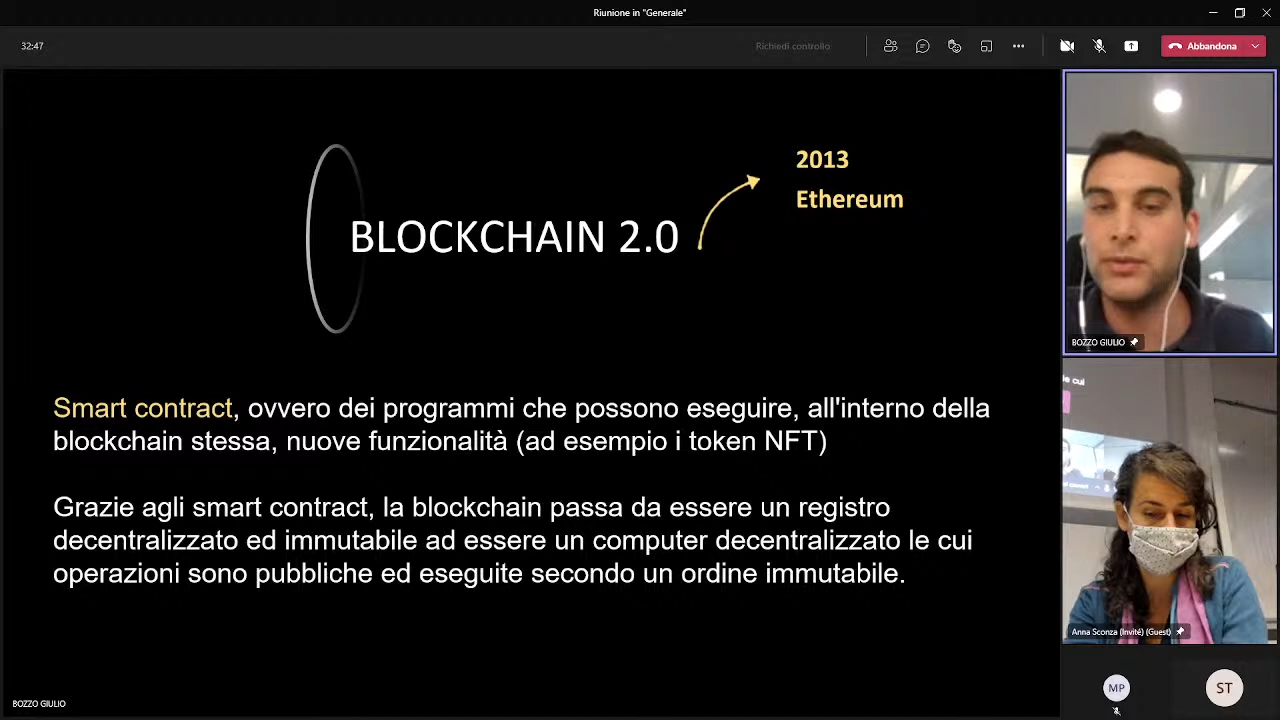 Riunione in "Generale"
32:47
Richiedi controllo
Abbandona
2013
Ethereum
BLOCKCHAIN 2.0
Smart contract, ovvero dei programmi che possono eseguire, all'interno della
blockchain stessa, nuove funzionalità (ad esempio i token NFT)
Grazie agli smart contract, la blockchain passa da essere un registro
decentralizzato ed immutabile ad essere un computer decentralizzato le cui
operazioni sono pubbliche ed eseguite secondo un ordine immutabile.
BOZZO GIULIO
le cui
Anna Sconza (Invité) (Guest)
MP
ST
BOZZO GIULIO